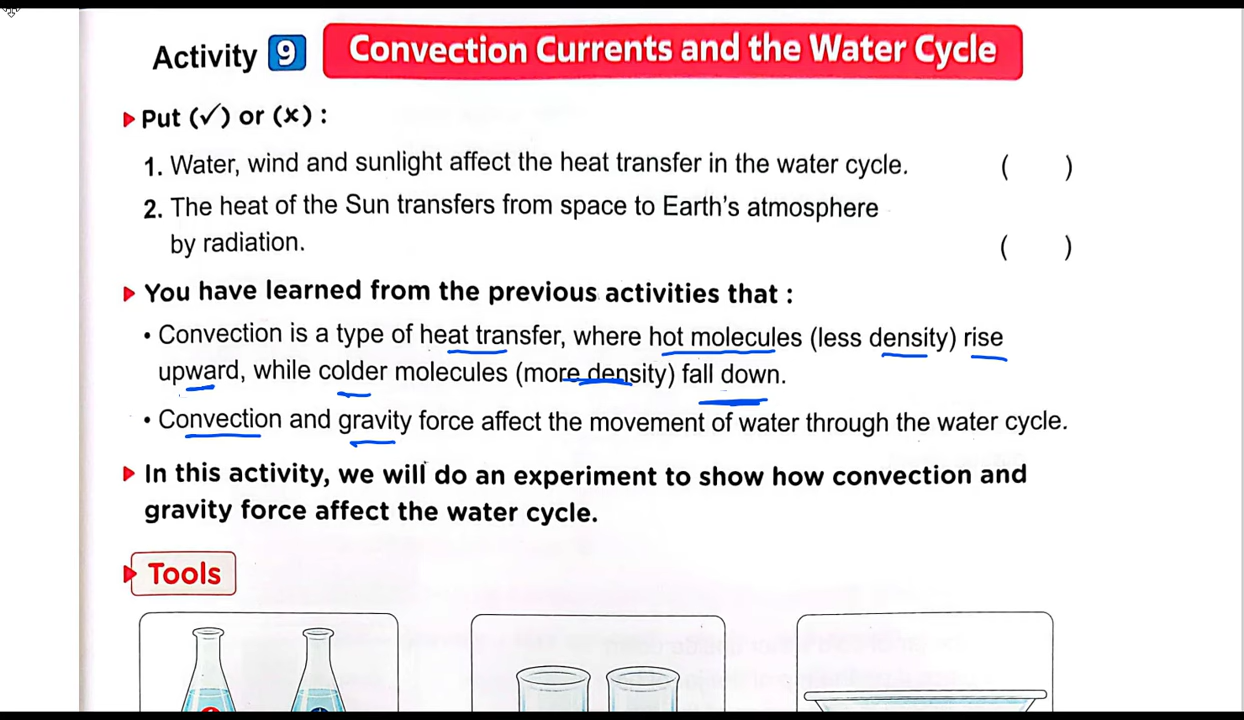 Activity 9 Convection Currents and the Water Cycle
Put (✓) or (x) :
1. Water, wind and sunlight affect the heat transfer in the water cycle. ( )
2. The heat of the Sun transfers from space to Earth's atmosphere
by radiation. ( )
You have learned from the previous activities that :
• Convection is a type of heat transfer, where hot molecules (less density) rise
upward, while colder molecules (more density) fall down.
• Convection and gravity force affect the movement of water through the water cycle.
In this activity, we will do an experiment to show how convection and
gravity force affect the water cycle.
Tools